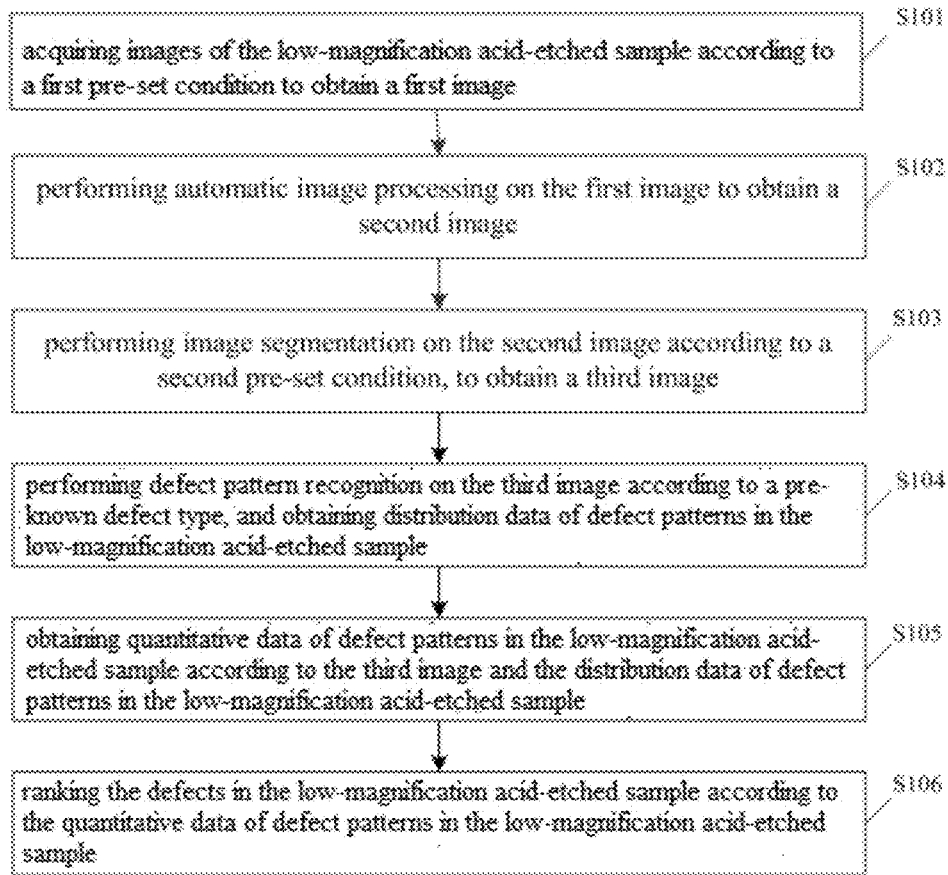 S101
acquiring images of the low-magnification acid-etched sample according to
a first pre-set condition to obtain a first image
S102
performing automatic image processing on the first image to obtain a
second image
S103
performing image segmentation on the second image according to a
second pre-set condition, to obtain a third image
S104
performing defect pattern recognition on the third image according to a pre-
known defect type, and obtaining distribution data of defect patterns in the
low-magnification acid-etched sample
S105
obtaining quantitative data of defect patterns in the low-magnification acid-
etched sample according to the third image and the distribution data of defect
patterns in the low-magnification acid-etched sample
S106
ranking the defects in the low-magnification acid-etched sample according to
the quantitative data of defect patterns in the low-magnification acid-etched
sample